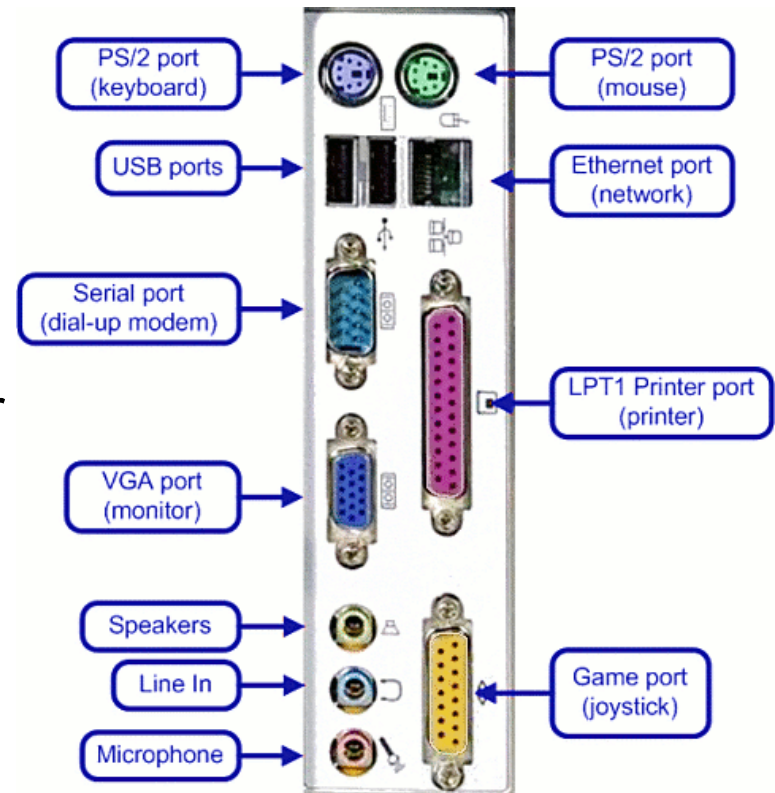 PS/2 port
(keyboard)
PS/2 port
(mouse)
USB ports
Ethernet port
(network)
Serial port
(dial-up modem)
LPT1 Printer port
(printer)
VGA port
(monitor)
Speakers
Line In
Game port
(joystick)
Microphone